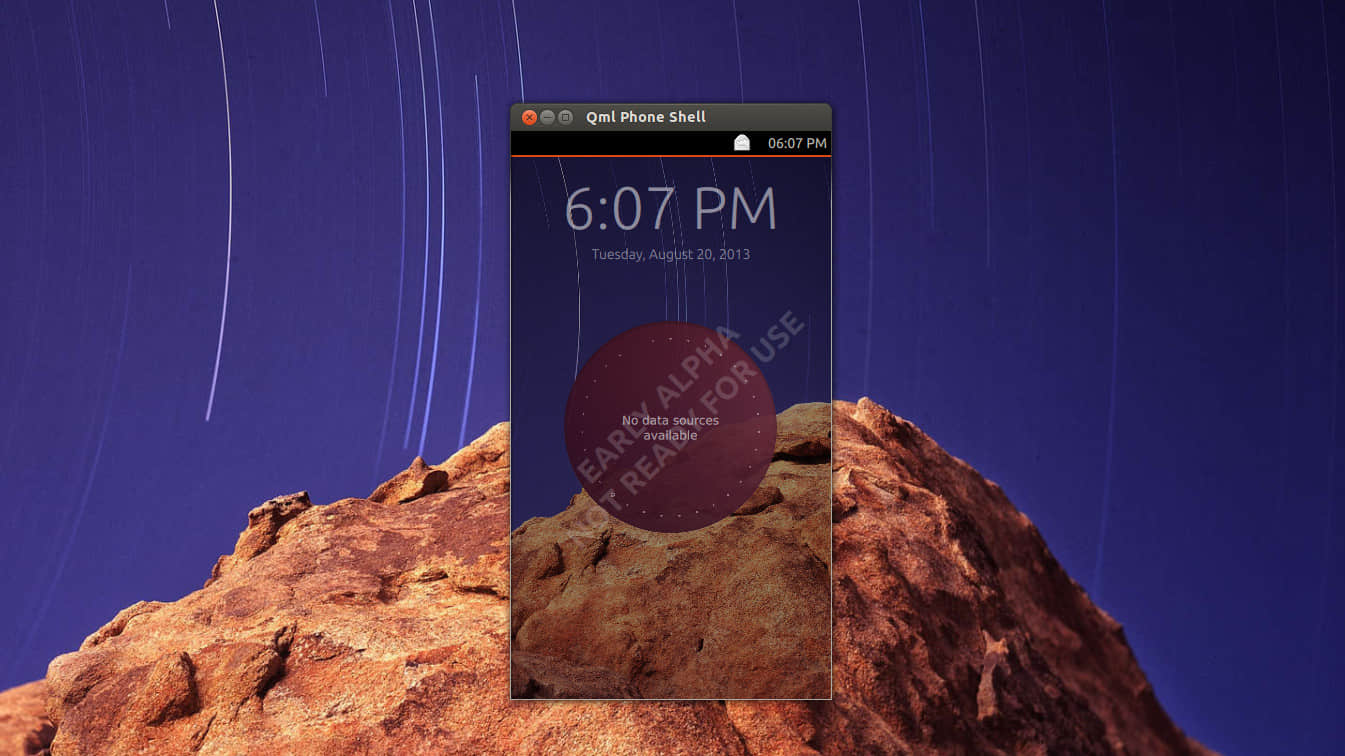 Qml Phone Shell
06:07 PM
6:07 PM
Tuesday, August 20, 2013
EARLY ALPHA
READY FOR USE
No data sources
available